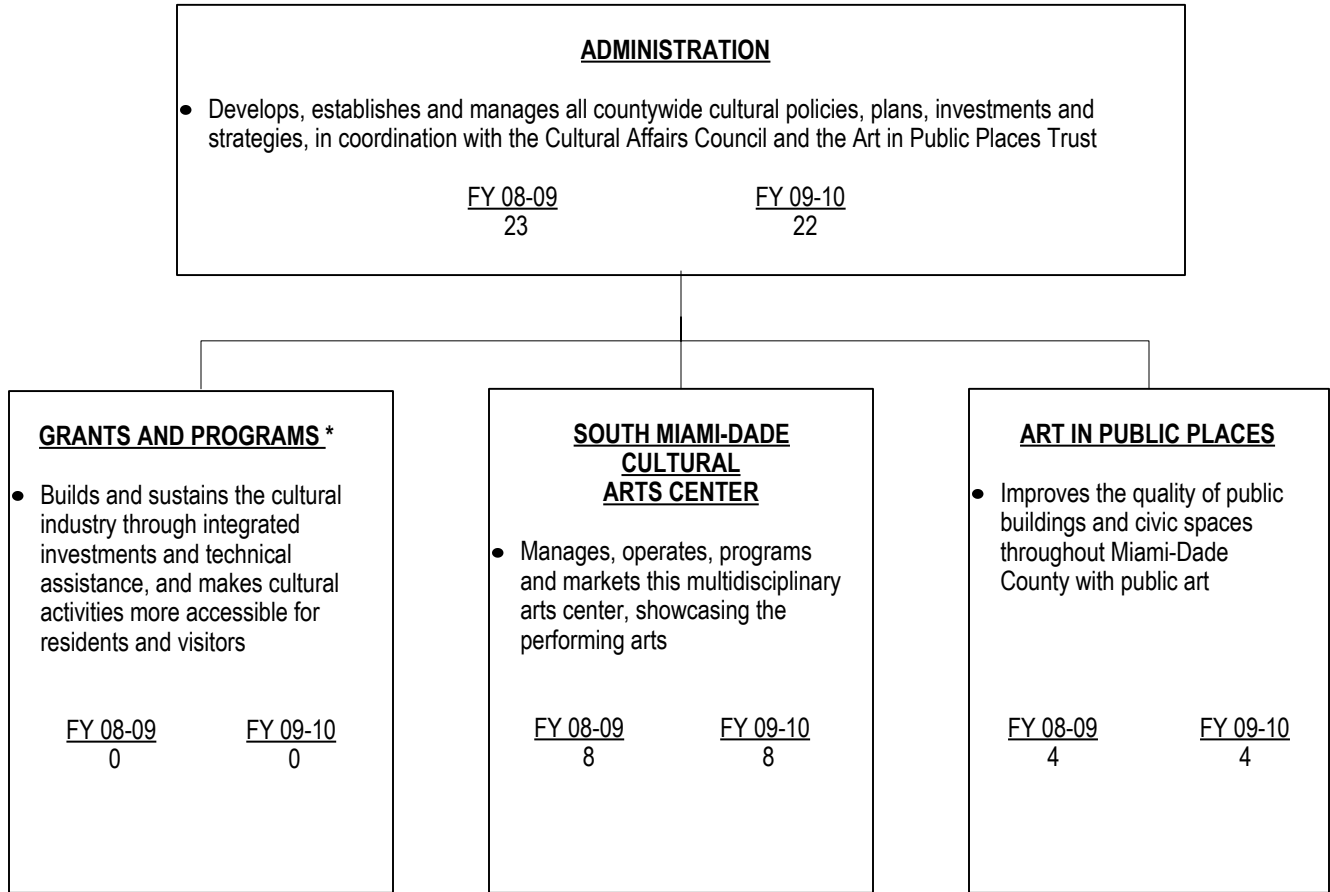 ADMINISTRATION
● Develops, establishes and manages all countywide cultural policies, plans, investments and
strategies, in coordination with the Cultural Affairs Council and the Art in Public Places Trust
FY 08-09 FY 09-10
23 22
GRANTS AND PROGRAMS *
● Builds and sustains the cultural
industry through integrated
investments and technical
assistance, and makes cultural
activities more accessible for
residents and visitors
FY 08-09 FY 09-10
0 0
SOUTH MIAMI-DADE
CULTURAL
ARTS CENTER
● Manages, operates, programs
and markets this multidisciplinary
arts center, showcasing the
performing arts
FY 08-09 FY 09-10
8 8
ART IN PUBLIC PLACES
● Improves the quality of public
buildings and civic spaces
throughout Miami-Dade
County with public art
FY 08-09 FY 09-10
4 4